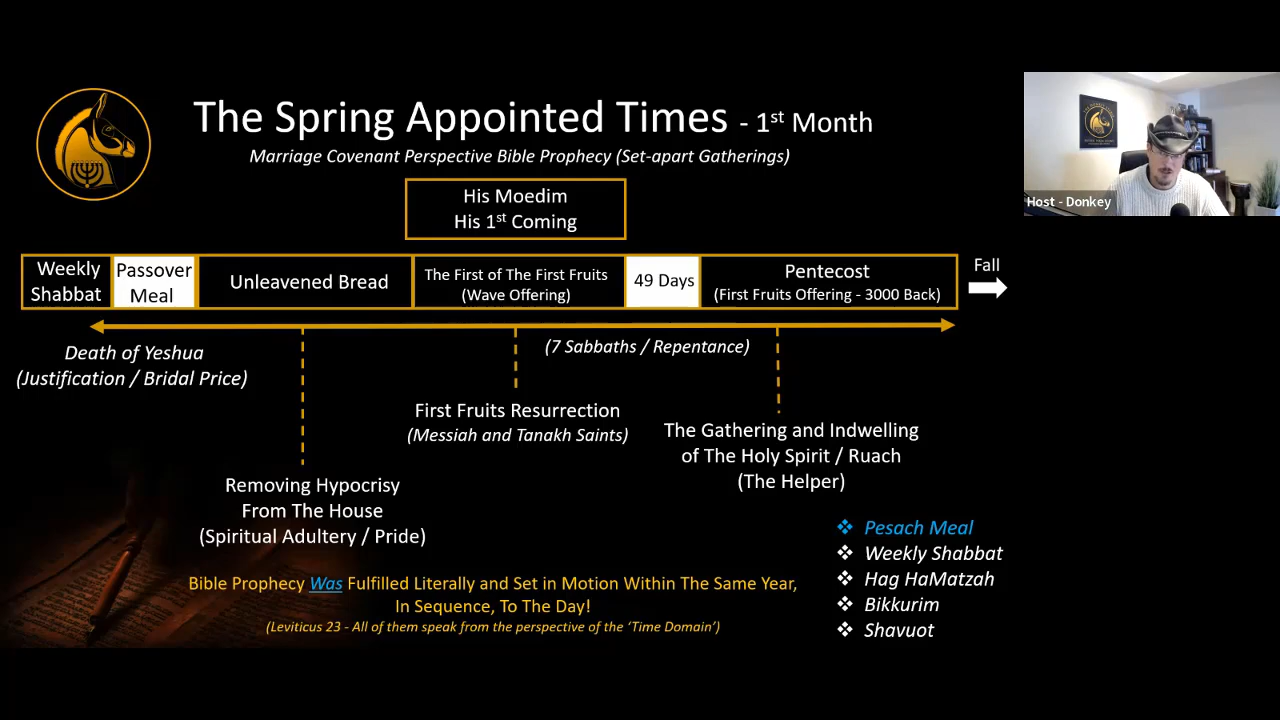 The Spring Appointed Times - 1st Month
Marriage Covenant Perspective Bible Prophecy (Set-apart Gatherings)
His Moedim
His 1st Coming
Host - Donkey
Weekly
Shabbat
Passover
Meal
Unleavened Bread
The First of The First Fruits
(Wave Offering)
49 Days
Pentecost
(First Fruits Offering - 3000 Back)
Fall
Death of Yeshua
(Justification / Bridal Price)
(7 Sabbaths / Repentance)
First Fruits Resurrection
(Messiah and Tanakh Saints)
The Gathering and Indwelling
of The Holy Spirit / Ruach
(The Helper)
Removing Hypocrisy
From The House
(Spiritual Adultery / Pride)
❖ Pesach Meal
❖ Weekly Shabbat
❖ Hag HaMatzah
❖ Bikkurim
❖ Shavuot
Bible Prophecy Was Fulfilled Literally and Set in Motion Within The Same Year,
In Sequence, To The Day!
(Leviticus 23 - All of them speak from the perspective of the ‘Time Domain’)